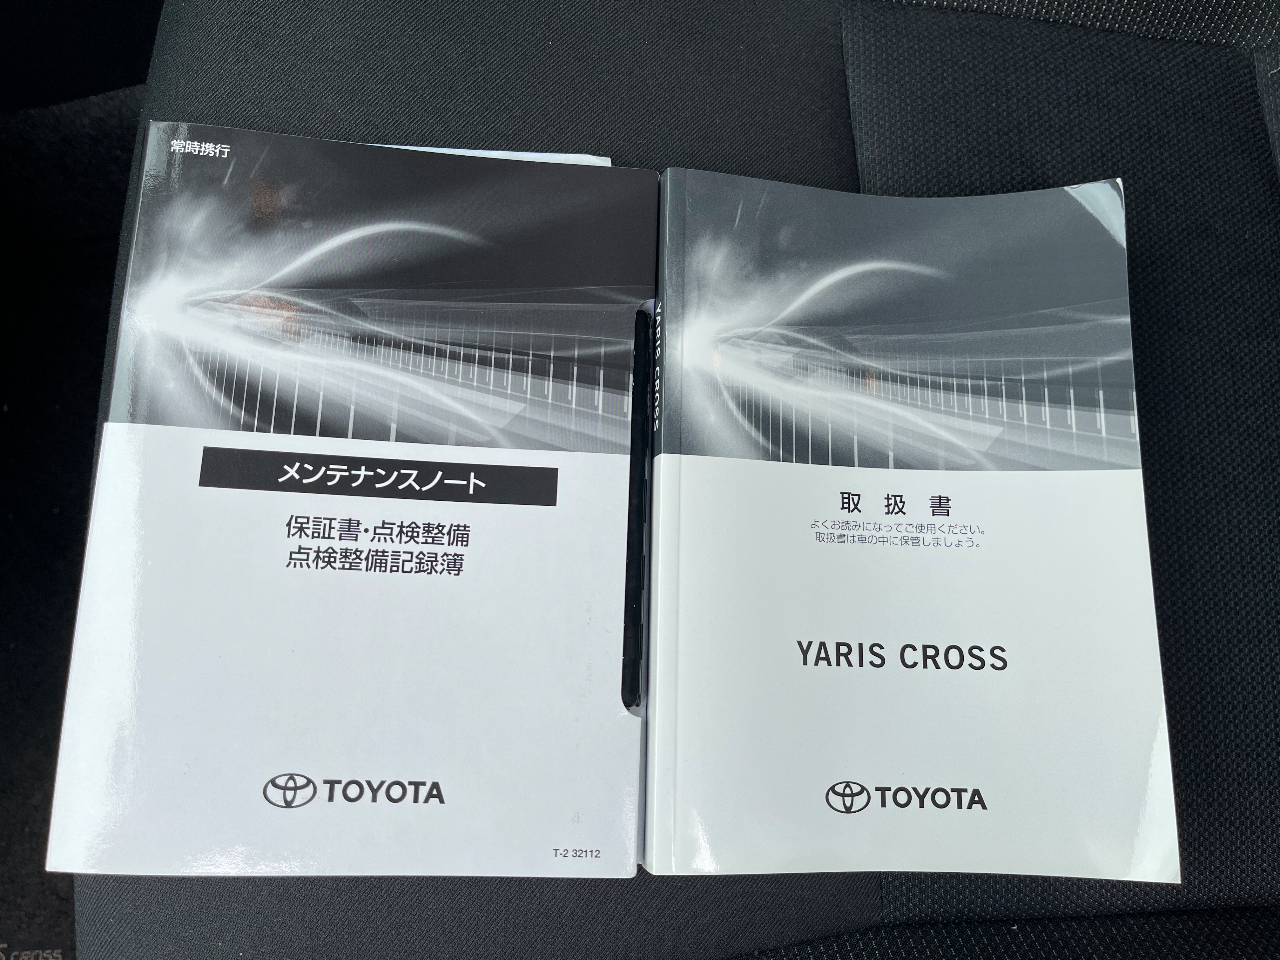 常時携行
メンテナンスノート
保証書・点検整備
点検整備記録簿
TOYOTA
T-2 32112
YARIS CROSS
取扱書
よくお読みになってご使用ください。
取扱書は車の中に保管しましょう。
YARIS CROSS
TOYOTA
cross